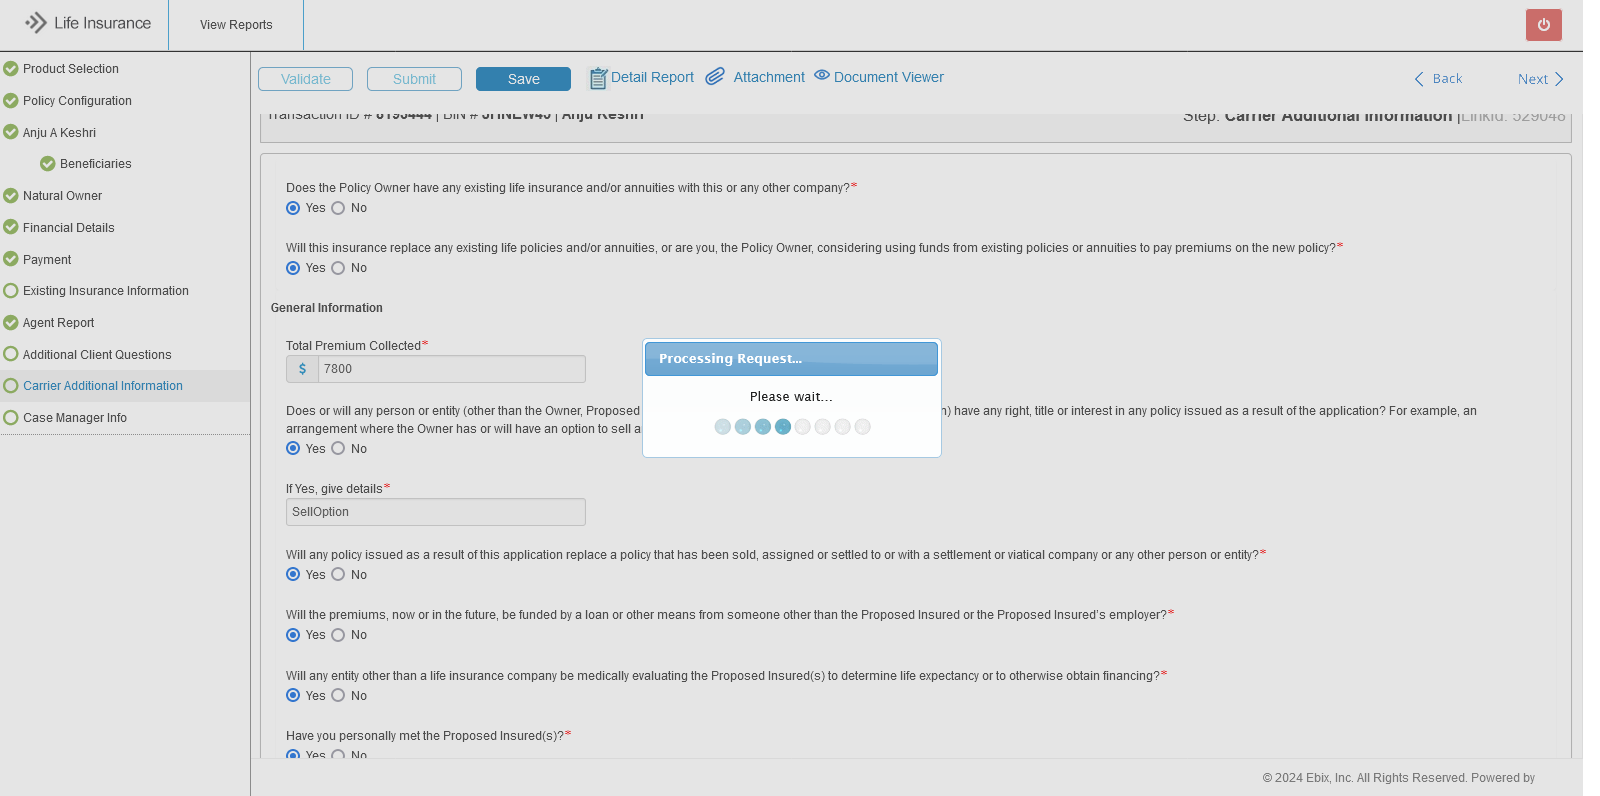 Life Insurance
View Reports
Product Selection
Policy Configuration
Anju A Keshri
Beneficiaries
Natural Owner
Financial Details
Payment
Existing Insurance Information
Agent Report
Additional Client Questions
Carrier Additional Information
Case Manager Info
Validate
Submit
Save
Detail Report
Attachment
Document Viewer
Back
Next
Transaction ID # 8193444 | BIN # JHNEW45 | Anju Keshri
Step: Carrier Additional Information |LinkId: 529048
Does the Policy Owner have any existing life insurance and/or annuities with this or any other company?*
Yes No
Will this insurance replace any existing life policies and/or annuities, or are you, the Policy Owner, considering using funds from existing policies or annuities to pay premiums on the new policy?*
Yes No
General Information
Total Premium Collected*
$ 7800
Processing Request...
Please wait...
Does or will any person or entity (other than the Owner, Proposed ) have any right, title or interest in any policy issued as a result of the application? For example, an
arrangement where the Owner has or will have an option to sell a
Yes No
If Yes, give details*
SellOption
Will any policy issued as a result of this application replace a policy that has been sold, assigned or settled to or with a settlement or viatical company or any other person or entity?*
Yes No
Will the premiums, now or in the future, be funded by a loan or other means from someone other than the Proposed Insured or the Proposed Insured's employer?*
Yes No
Will any entity other than a life insurance company be medically evaluating the Proposed Insured(s) to determine life expectancy or to otherwise obtain financing?*
Yes No
Have you personally met the Proposed Insured(s)?*
Yes No
© 2024 Ebix, Inc. All Rights Reserved. Powered by